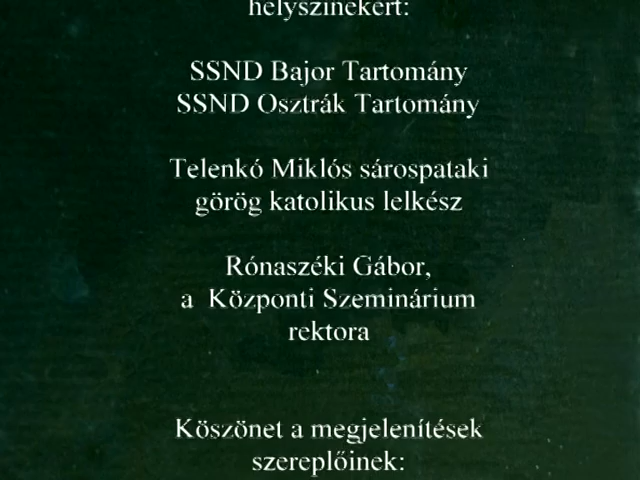 helyszínekért:
SSND Bajor Tartomány
SSND Osztrák Tartomány
Telenkó Miklós sárospataki
görög katolikus lelkész
Rónaszéki Gábor,
a Központi Szeminárium
rektora
Köszönet a megjelenítések
szereplőinek: